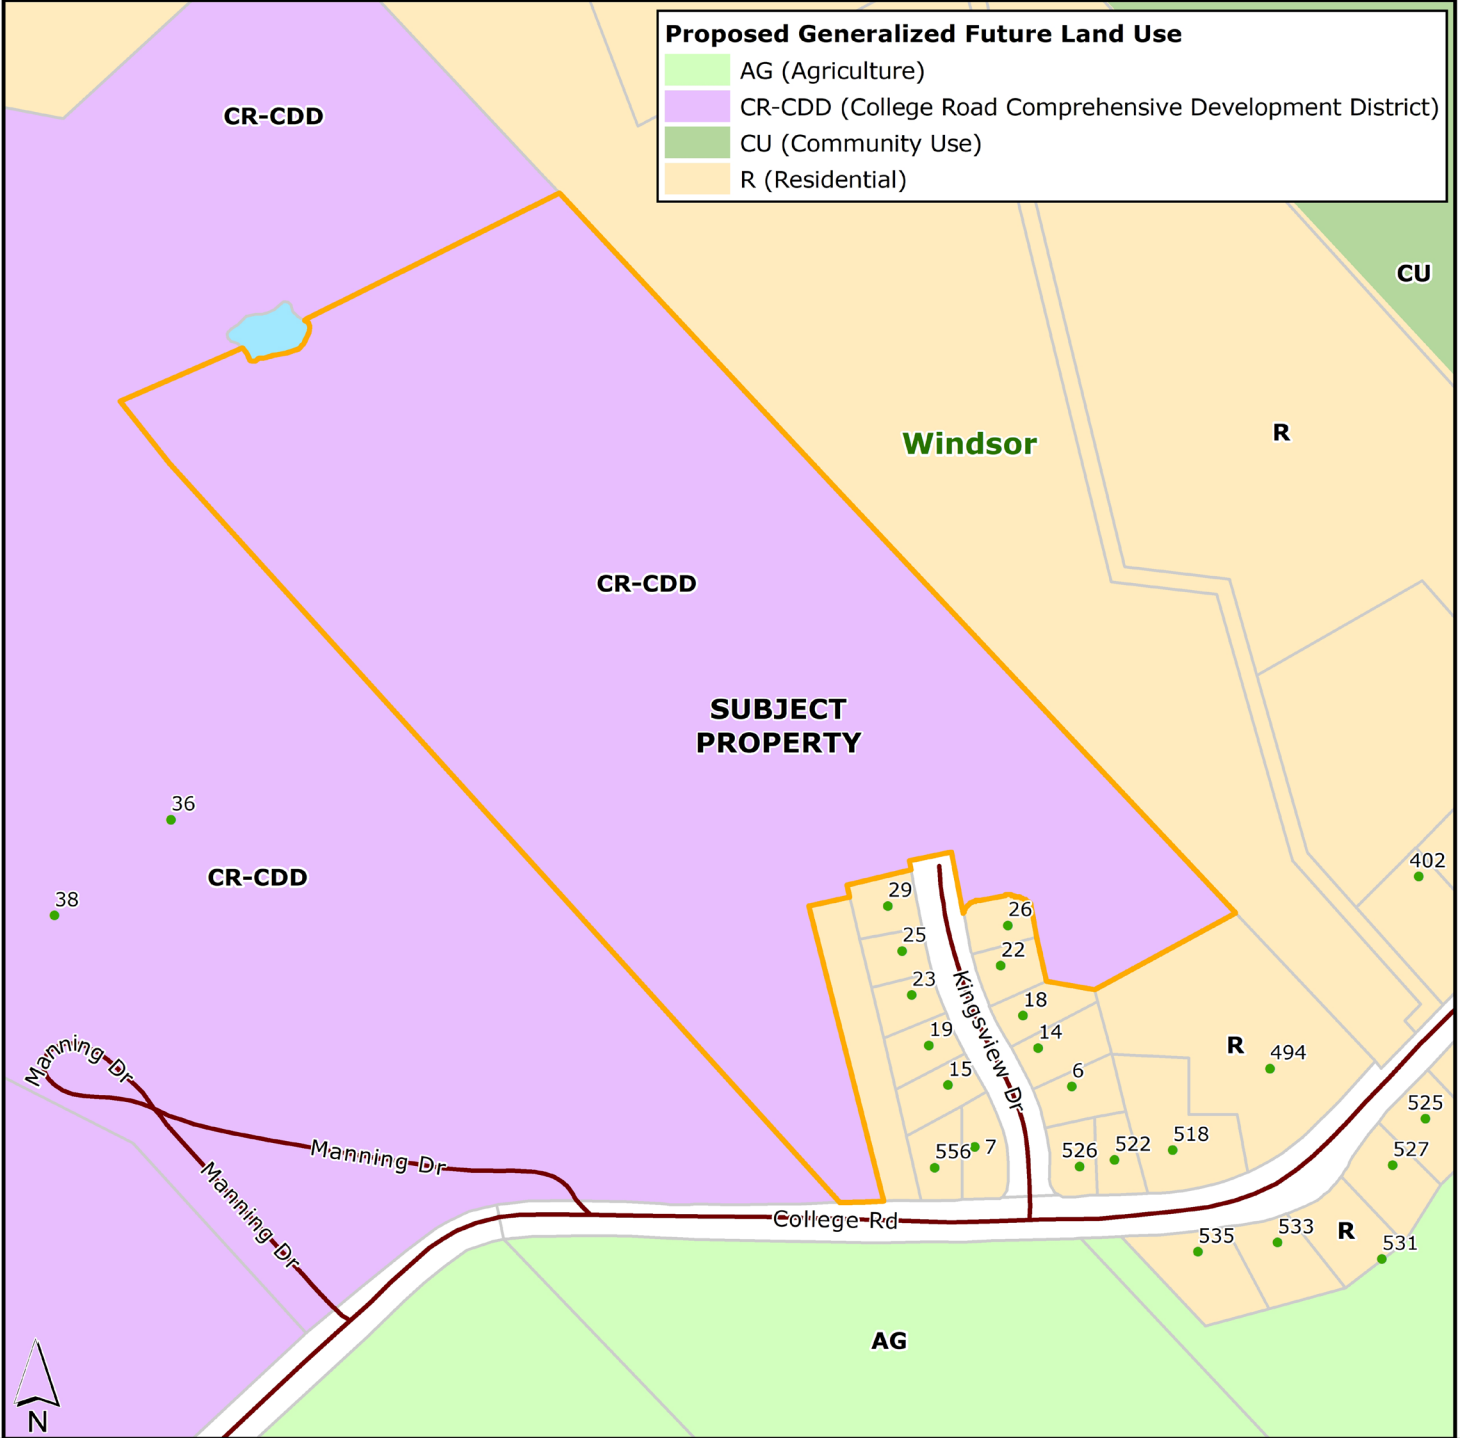 Proposed Generalized Future Land Use
AG (Agriculture)
CR-CDD (College Road Comprehensive Development District)
CU (Community Use)
R (Residential)
CR-CDD
CU
R
Windsor
CR-CDD
SUBJECT
PROPERTY
36
CR-CDD
38
402
29
26
25
22
23
18
19
14
15
6
Kingsview Dr
R
494
Manning Dr
Manning Dr
Manning Dr
556
7
526
522
518
525
527
College Rd
535
533
R
531
AG
N